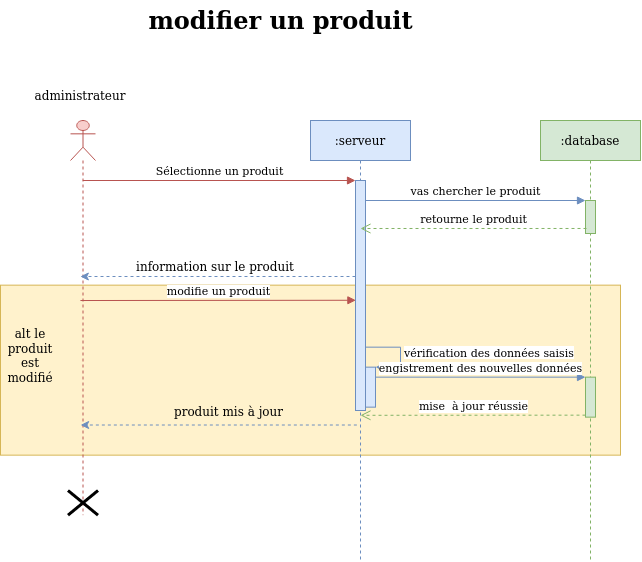 modifier un produit
administrateur
:serveur
:database
Sélectionne un produit
vas chercher le produit
retourne le produit
information sur le produit
modifie un produit
alt le
produit
est
modifié
vérification des données saisis
engistrement des nouvelles données
mise à jour réussie
produit mis à jour